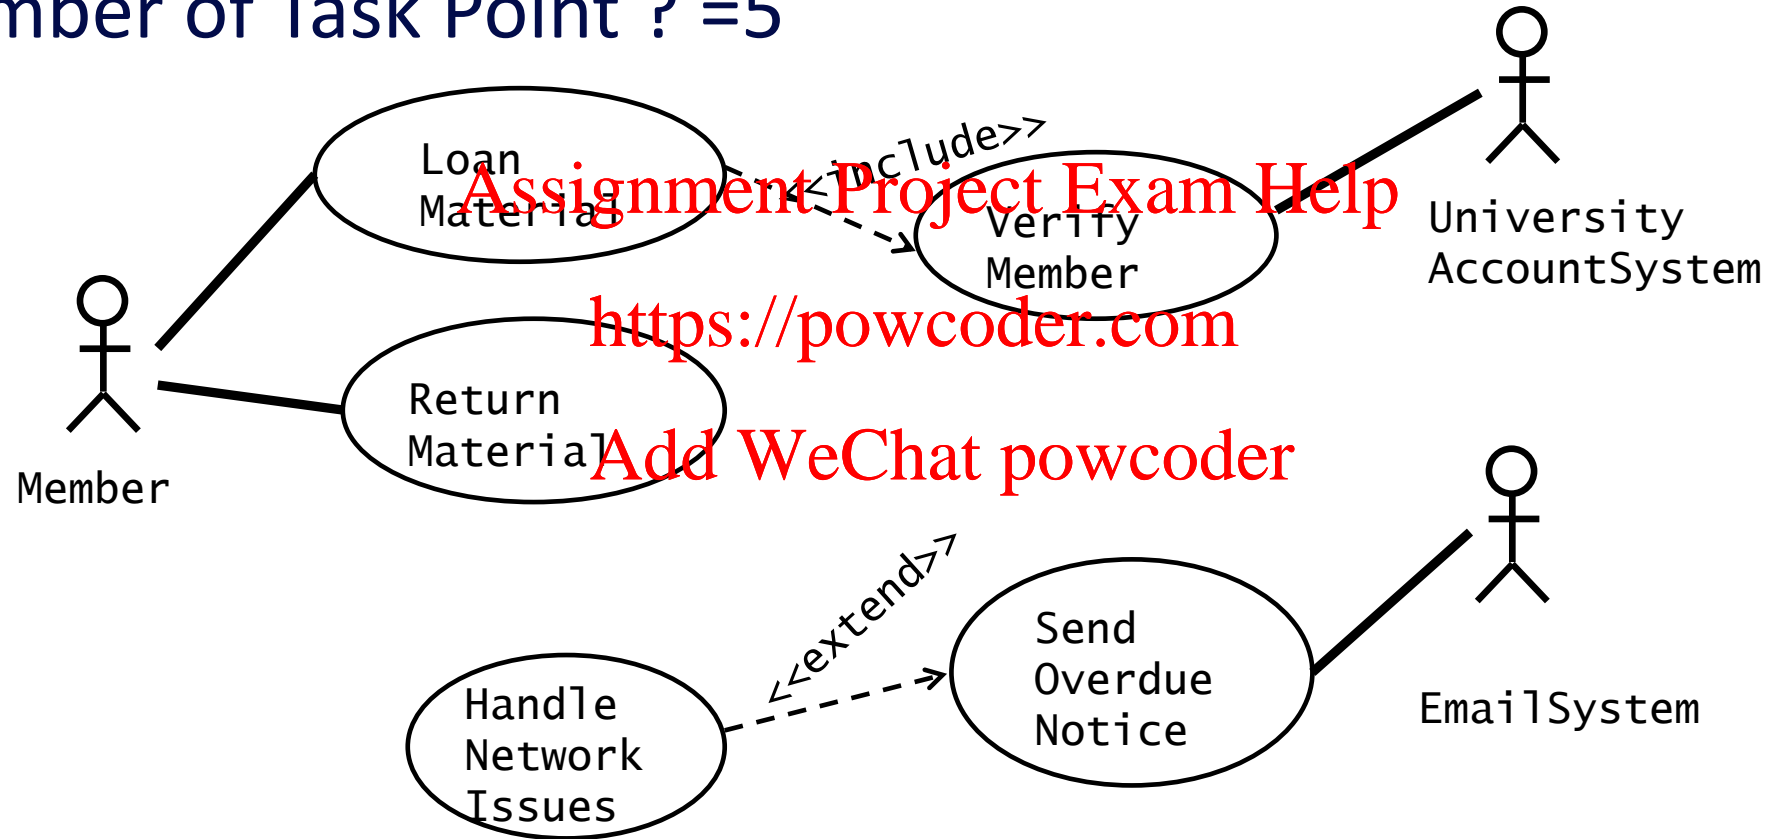 mber of Task Point ? =5
Loan
Material
<<include>>
Assignment Project Exam Help
Verify
Member
University
AccountSystem
https://powcoder.com
Return
Material
Add WeChat powcoder
Member
<<extend>>
Send
Overdue
Notice
Handle
Network
Issues
EmailSystem